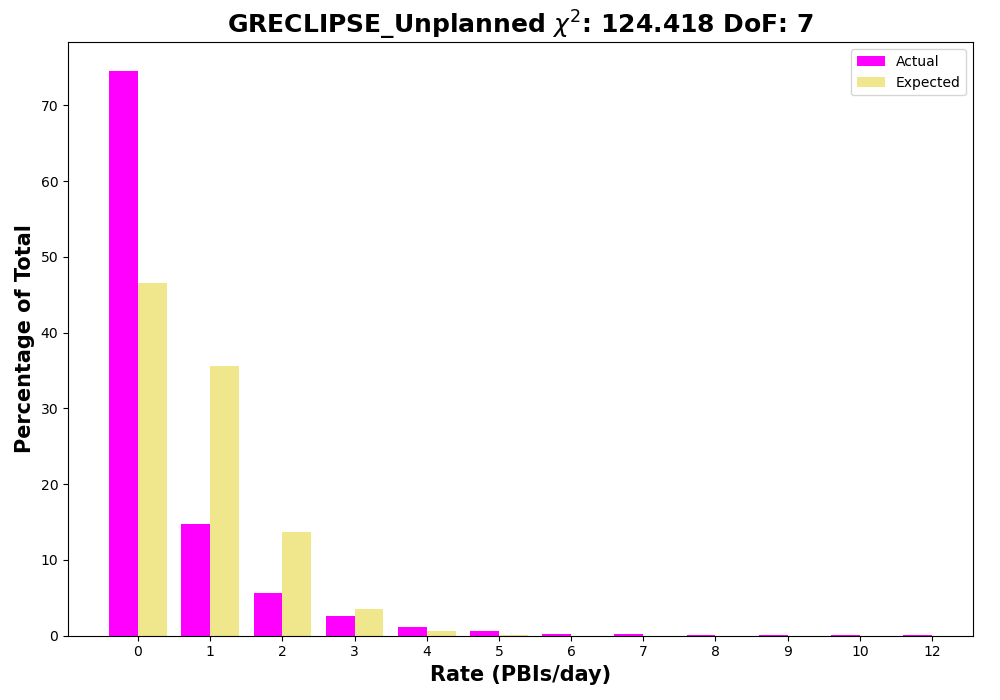 GRECLIPSE_Unplanned χ²: 124.418 DoF: 7
Actual
Expected
Percentage of Total
70
60
50
40
30
20
10
0
0 1 2 3 4 5 6 7 8 9 10 12
Rate (PBIs/day)